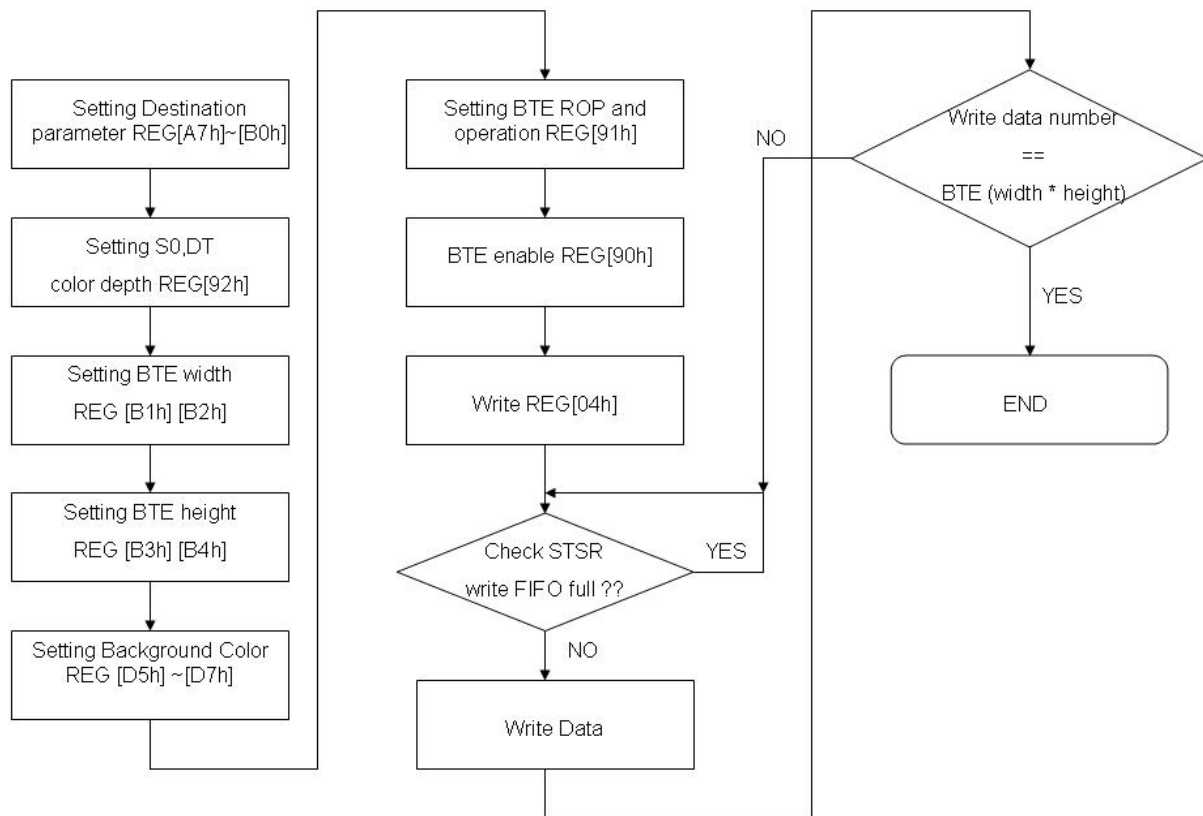 Setting Destination
parameter REG[A7h]~[B0h]
Setting S0,DT
color depth REG[92h]
Setting BTE width
REG [B1h] [B2h]
Setting BTE height
REG [B3h] [B4h]
Setting Background Color
REG [D5h] ~[D7h]
Setting BTE ROP and
operation REG[91h]
BTE enable REG[90h]
Write REG[04h]
Check STSR
write FIFO full ??
YES
NO
Write Data
Write data number
==
BTE (width * height)
NO
YES
END